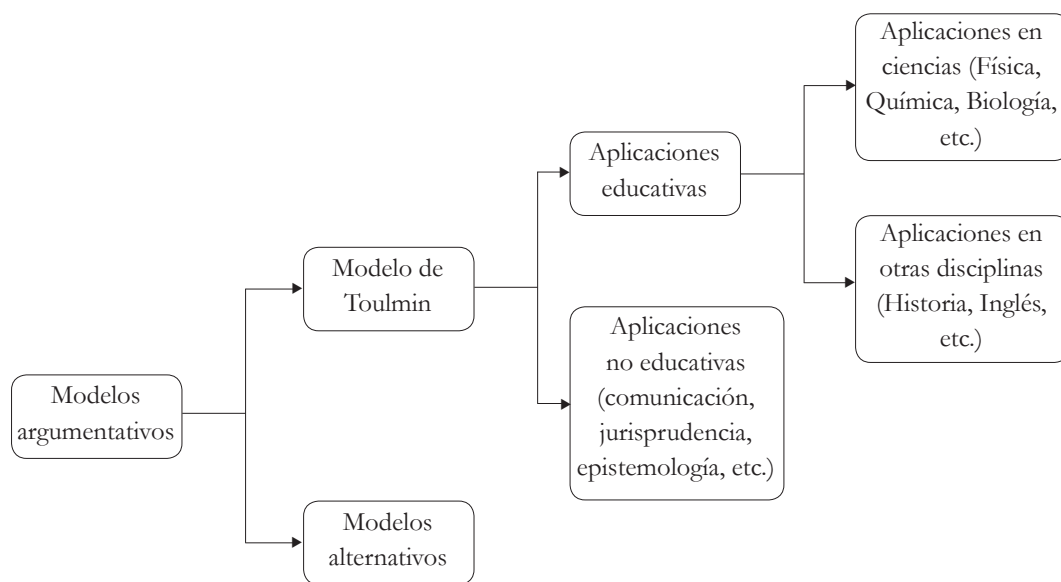 Modelos
argumentativos
Modelo de
Toulmin
Modelos
alternativos
Aplicaciones
educativas
Aplicaciones
no educativas
(comunicación,
jurisprudencia,
epistemología, etc.)
Aplicaciones en
ciencias (Física,
Química, Biología,
etc.)
Aplicaciones en
otras disciplinas
(Historia, Inglés,
etc.)